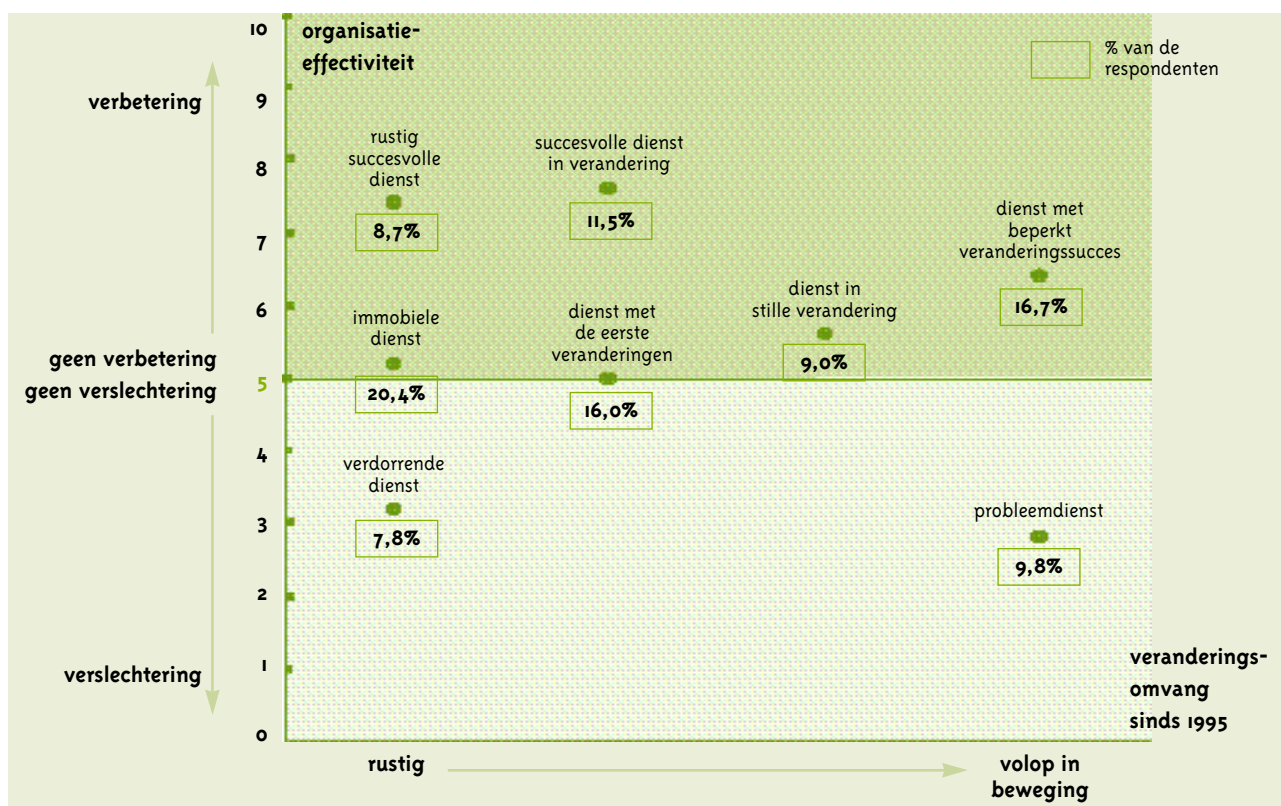 organisatie-
effectiviteit
% van de
respondenten
10
9
8
7
6
5
4
3
2
1
0
verbetering
geen verbetering
geen verslechtering
verslechtering
rustig
succesvolle
dienst
8,7%
succesvolle dienst
in verandering
11,5%
dienst met
beperkt
veranderingssucces
16,7%
immobiele
dienst
20,4%
dienst met
de eerste
veranderingen
16,0%
dienst in
stille verandering
9,0%
verdorrende
dienst
7,8%
probleemdienst
9,8%
veranderings-
omvang
sinds 1995
rustig
volop in
beweging